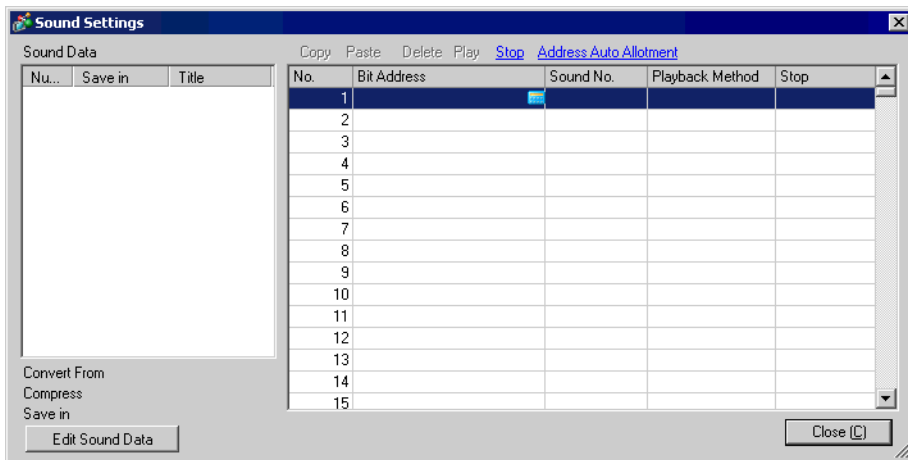 Sound Settings
Sound Data
Copy Paste Delete Play Stop Address Auto Allotment
Nu... Save in Title
No. Bit Address Sound No. Playback Method Stop
1
2
3
4
5
6
7
8
9
10
11
12
13
14
15
Convert From
Compress
Save in
Edit Sound Data
Close (C)